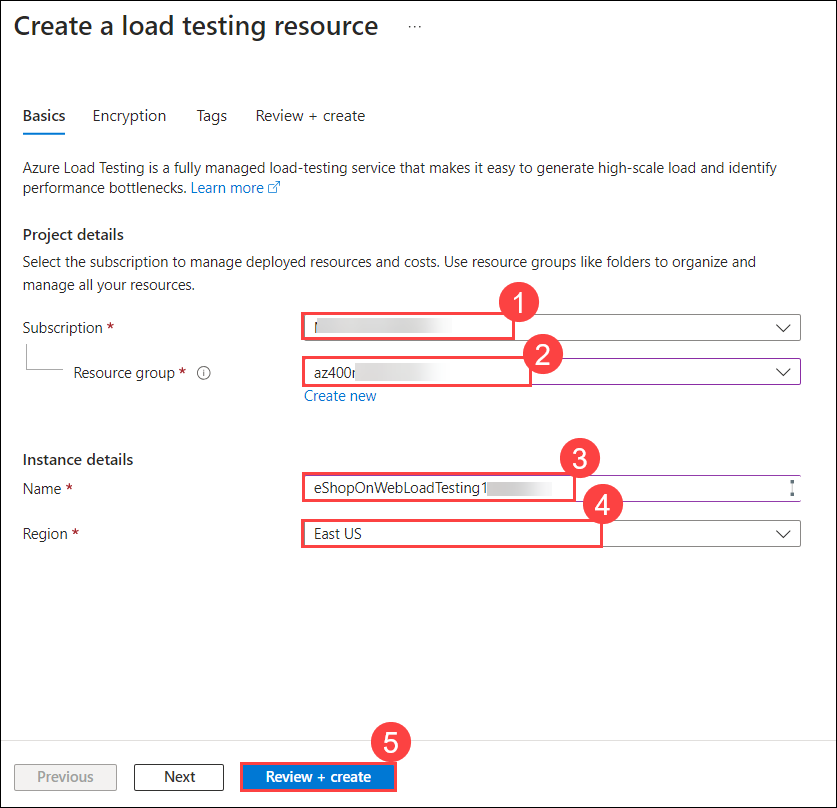 Create a load testing resource ...
Basics Encryption Tags Review + create
Azure Load Testing is a fully managed load-testing service that makes it easy to generate high-scale load and identify
performance bottlenecks. Learn more
Project details
Select the subscription to manage deployed resources and costs. Use resource groups like folders to organize and
manage all your resources.
1
Subscription *
2
Resource group * az400r
Create new
Instance details
3
Name * eShopOnWebLoadTesting1
4
Region * East US
5
Previous Next Review + create